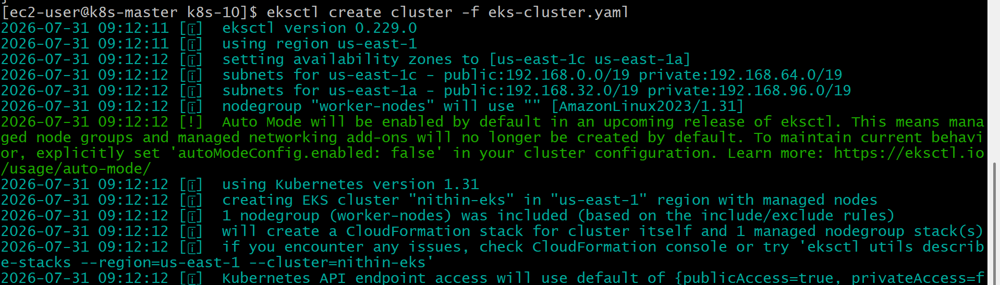 [ec2-user@k8s-master k8s-10]$ eksctl create cluster -f eks-cluster.yaml
2026-07-31 09:12:11 [ℹ]  eksctl version 0.229.0
2026-07-31 09:12:11 [ℹ]  using region us-east-1
2026-07-31 09:12:12 [ℹ]  setting availability zones to [us-east-1c us-east-1a]
2026-07-31 09:12:12 [ℹ]  subnets for us-east-1c - public:192.168.0.0/19 private:192.168.64.0/19
2026-07-31 09:12:12 [ℹ]  subnets for us-east-1a - public:192.168.32.0/19 private:192.168.96.0/19
2026-07-31 09:12:12 [ℹ]  nodegroup "worker-nodes" will use "" [AmazonLinux2023/1.31]
2026-07-31 09:12:12 [!]  Auto Mode will be enabled by default in an upcoming release of eksctl. This means mana
ged node groups and managed networking add-ons will no longer be created by default. To maintain current behavi
or, explicitly set 'autoModeConfig.enabled: false' in your cluster configuration. Learn more: https://eksctl.io
/usage/auto-mode/
2026-07-31 09:12:12 [ℹ]  using Kubernetes version 1.31
2026-07-31 09:12:12 [ℹ]  creating EKS cluster "nithin-eks" in "us-east-1" region with managed nodes
2026-07-31 09:12:12 [ℹ]  1 nodegroup (worker-nodes) was included (based on the include/exclude rules)
2026-07-31 09:12:12 [ℹ]  will create a CloudFormation stack for cluster itself and 1 managed nodegroup stack(s)
2026-07-31 09:12:12 [ℹ]  if you encounter any issues, check CloudFormation console or try 'eksctl utils describ
e-stacks --region=us-east-1 --cluster=nithin-eks'
2026-07-31 09:12:12 [ℹ]  Kubernetes API endpoint access will use default of {publicAccess=true, privateAccess=f